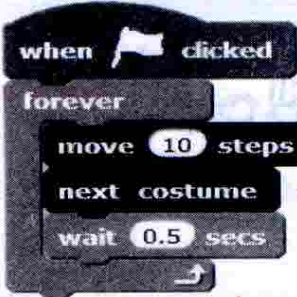 when clicked
forever
move 10 steps
next costume
wait 0.5 secs